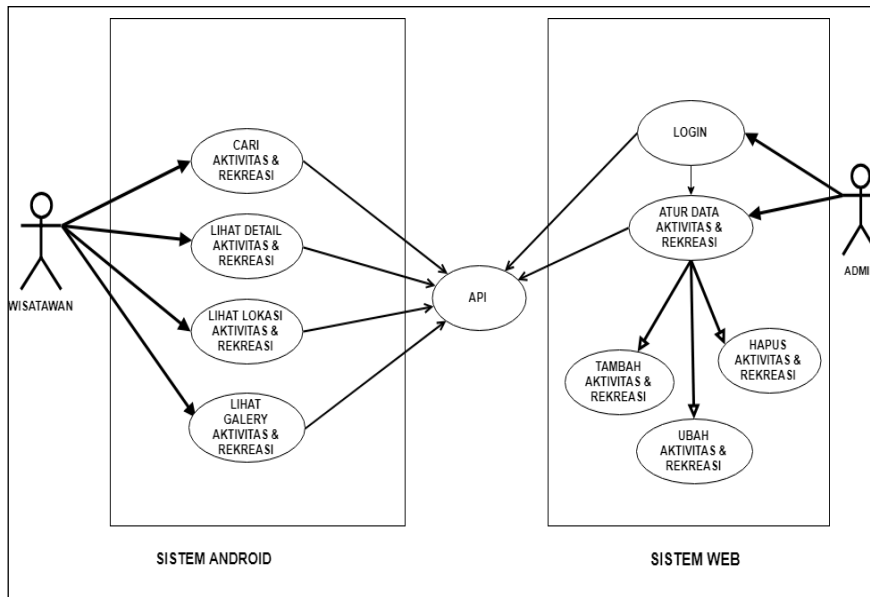 CARI
AKTIVITAS &
REKREASI
LIHAT DETAIL
AKTIVITAS &
REKREASI
LIHAT LOKASI
AKTIVITAS &
REKREASI
LIHAT
GALERY
AKTIVITAS &
REKREASI
WISATAWAN
SISTEM ANDROID
API
LOGIN
ATUR DATA
AKTIVITAS &
REKREASI
TAMBAH
AKTIVITAS &
REKREASI
UBAH
AKTIVITAS &
REKREASI
HAPUS
AKTIVITAS &
REKREASI
ADMI
SISTEM WEB